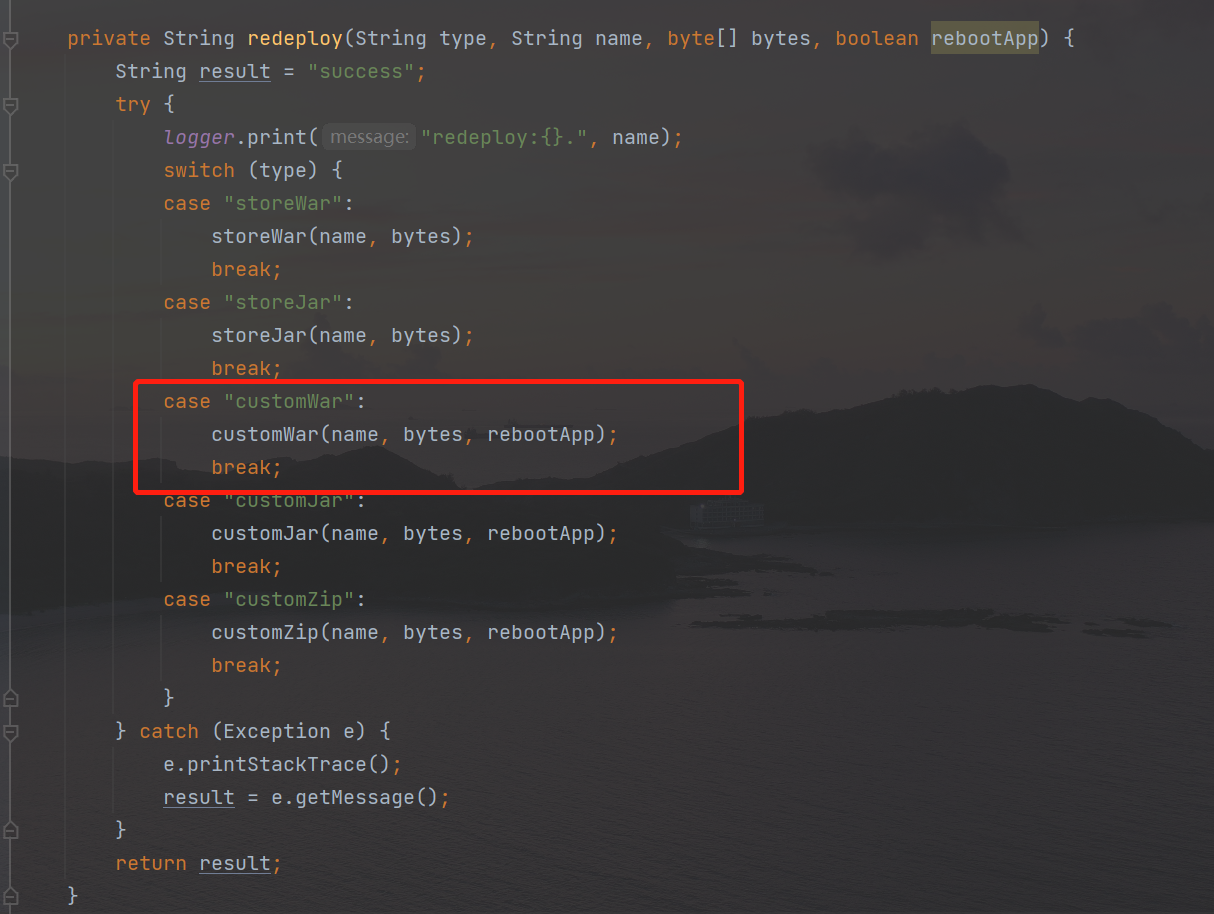 private String redeploy(String type, String name, byte[] bytes, boolean rebootApp) {
String result = "success";
try {
logger.print( message: "redeploy:{}.", name);
switch (type) {
case "storeWar":
storeWar(name, bytes);
break;
case "storeJar":
storeJar(name, bytes);
break;
case "customWar":
customWar(name, bytes, rebootApp);
break;
case "customJar":
customJar(name, bytes, rebootApp);
break;
case "customZip":
customZip(name, bytes, rebootApp);
break;
}
} catch (Exception e) {
e.printStackTrace();
result = e.getMessage();
}
return result;
}